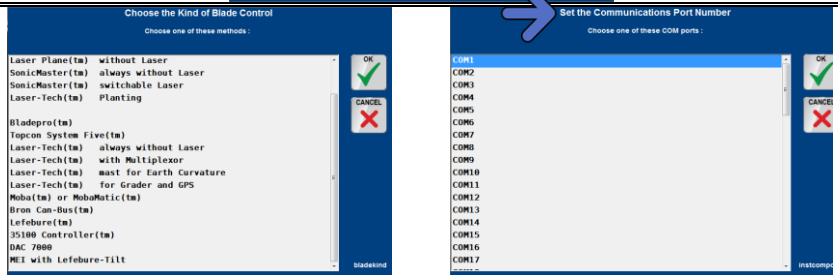 Choose the Kind of Blade Control
Choose one of these methods :
Laser Plane(tm) without Laser
SonicMaster(tm) always without Laser
SonicMaster(tm) switchable Laser
Laser-Tech(tm) Planting
Bladepro(tm)
Topcon System Five(tm)
Laser-Tech(tm) always without Laser
Laser-Tech(tm) with Multiplexor
Laser-Tech(tm) mast for Earth Curvature
Laser-Tech(tm) for Grader and GPS
Moba(tm) or MobaMatic(tm)
Bron Can-Bus(tm)
Lefebure(tm)
35100 Controller(tm)
DAC 7000
MEI with Lefebure-Tilt
OK
CANCEL
bladekind
Set the Communications Port Number
Choose one of these COM ports :
COM1
COM2
COM3
COM4
COM5
COM6
COM7
COM8
COM9
COM10
COM11
COM12
COM13
COM14
COM15
COM16
COM17
OK
CANCEL